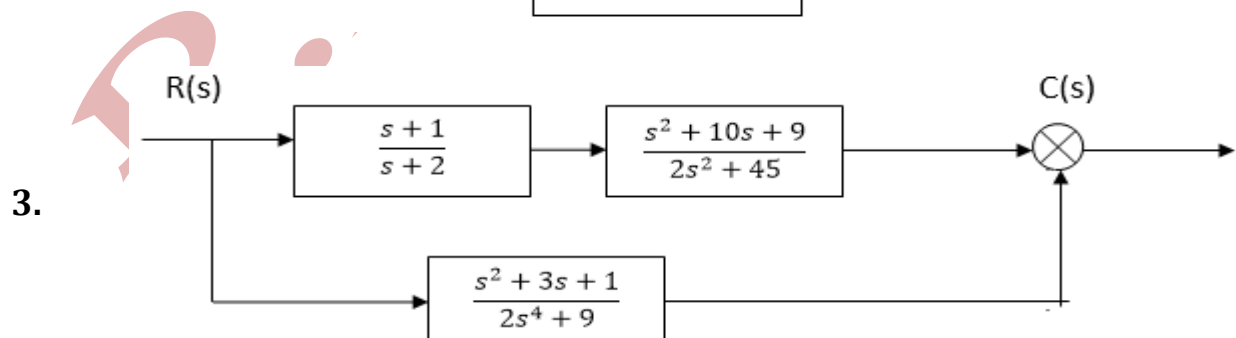 R(s)
C(s)
s + 1
s + 2
s² + 10s + 9
2s² + 45
3.
s² + 3s + 1
2s⁴ + 9